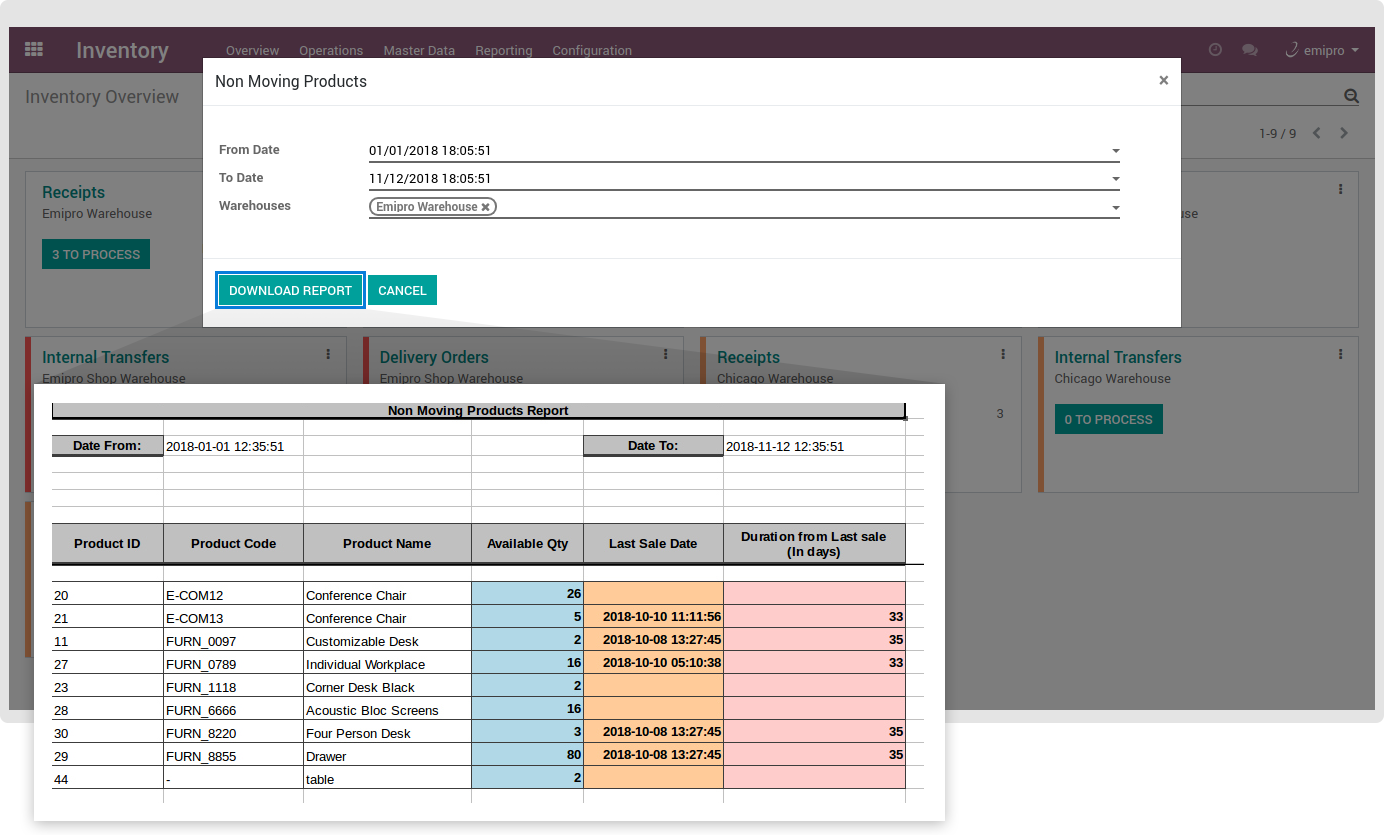 Inventory Overview Operations Master Data Reporting Configuration emipro
Non Moving Products ×
Inventory Overview
1-9 / 9
From Date 01/01/2018 18:05:51
To Date 11/12/2018 18:05:51
Warehouses Emipro Warehouse ✖
DOWNLOAD REPORT CANCEL
Receipts
Emipro Warehouse
3 TO PROCESS
use
Internal Transfers
Emipro Shop Warehouse
Delivery Orders
Emipro Shop Warehouse
Receipts
Chicago Warehouse
3
Internal Transfers
Chicago Warehouse
0 TO PROCESS
Non Moving Products Report
Date From: 2018-01-01 12:35:51 Date To: 2018-11-12 12:35:51
Product ID Product Code Product Name Available Qty Last Sale Date Duration from Last sale
(In days)
20 E-COM12 Conference Chair 26
21 E-COM13 Conference Chair 5 2018-10-10 11:11:56 33
11 FURN_0097 Customizable Desk 2 2018-10-08 13:27:45 35
27 FURN_0789 Individual Workplace 16 2018-10-10 05:10:38 33
23 FURN_1118 Corner Desk Black 2
28 FURN_6666 Acoustic Bloc Screens 16
30 FURN_8220 Four Person Desk 3 2018-10-08 13:27:45 35
29 FURN_8855 Drawer 80 2018-10-08 13:27:45 35
44 - table 2